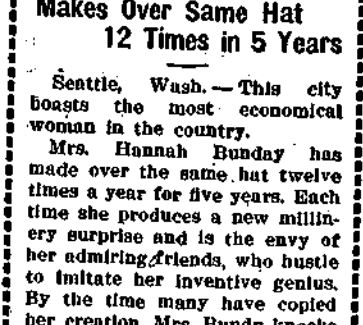 Makes Over Same Hat
12 Times in 5 Years
Seattle, Wash. — This city
boasts the most economical
woman in the country.
Mrs. Hannah Bunday has
made over the same hat twelve
times a year for five years. Each
time she produces a new millin-
ery surprise and is the envy of
her admiring friends, who hustle
to imitate her inventive genius.
By the time many have copied
her creation, Mrs.